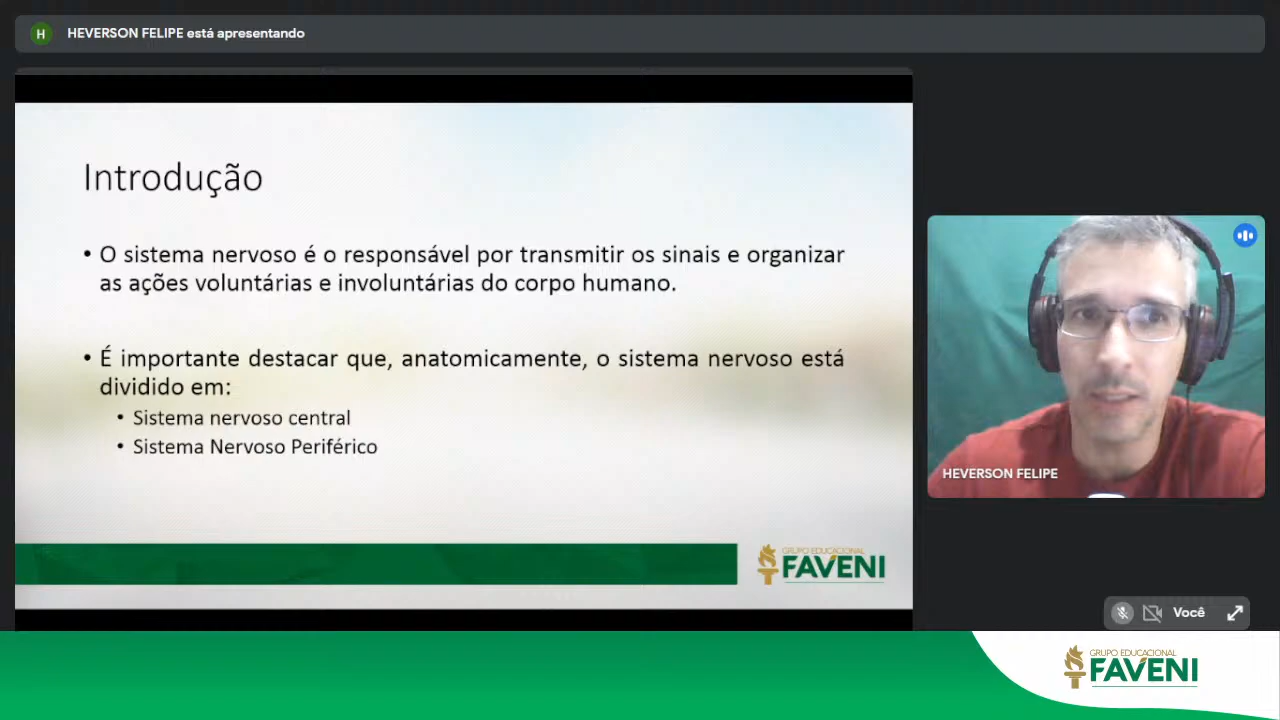 H
HEVERSON FELIPE está apresentando
Introdução
• O sistema nervoso é o responsável por transmitir os sinais e organizar
as ações voluntárias e involuntárias do corpo humano.
• É importante destacar que, anatomicamente, o sistema nervoso está
dividido em:
• Sistema nervoso central
• Sistema Nervoso Periférico
GRUPO EDUCACIONAL
FAVENI
HEVERSON FELIPE
Você
GRUPO EDUCACIONAL
FAVENI